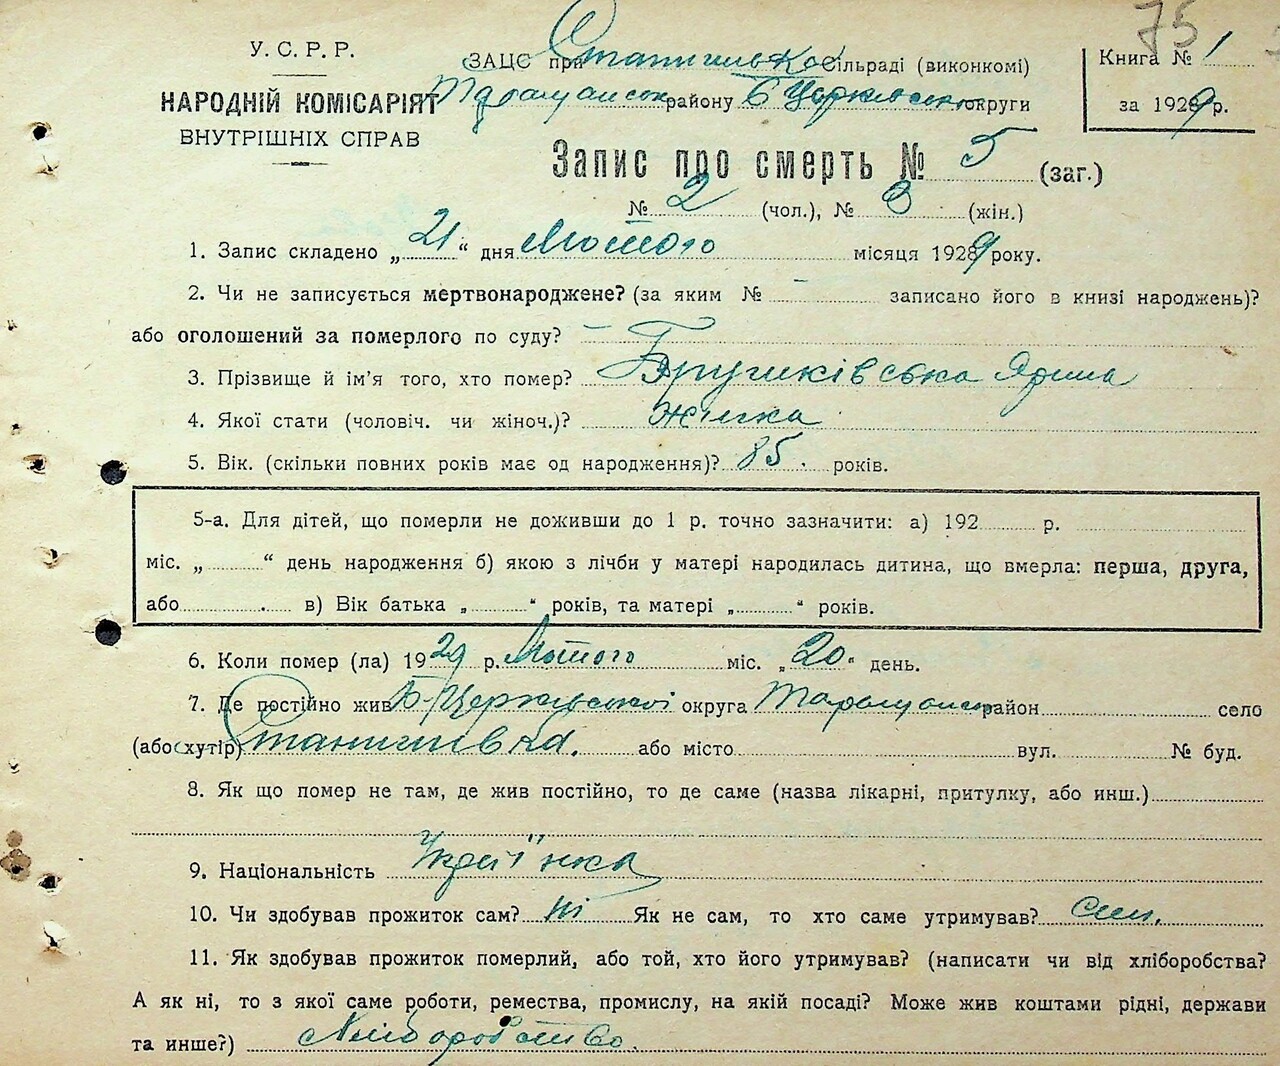 75
У. С. Р. Р.
НАРОДНІЙ КОМІСАРІЯТ
ВНУТРІШНІХ СПРАВ
ЗАЦС при сільраді (виконкомі)
району Б Церківської округи
Книга № 1
за 1929 р.
Запис про смерть № 5 (заг.)
№ 2 (чол.), № 3 (жін.)
1. Запис складено „ 21 “ дня Лютого місяця 1929 року.
2. Чи не записується мертвонароджене? (за яким № - записано його в книзі народжень)?
або оголошений за померлого по суду? —
3. Прізвище й ім'я того, хто помер? Ярина
4. Якої стати (чоловіч. чи жіноч.)? жінка
5. Вік. (скільки повних років має од народження)? 85. років.
5-а. Для дітей, що померли не доживши до 1 р. точно зазначити: а) 192 р.
міс. „ “ день народження б) якою з лічби у матері народилась дитина, що вмерла: перша, друга,
або в) Вік батька „ “ років, та матері „ “ років.
6. Коли помер (ла) 1929 р. Лютого міс. „ 20 “ день.
7. Де постійно жив Б-Церківської округа Таращанськ район село
(або хутір) Станишівка. або місто вул. № буд.
8. Як що помер не там, де жив постійно, то де саме (назва лікарні, притулку, або инш.)
9. Національність Украінка
10. Чи здобував прожиток сам? Ні Як не сам, то хто саме утримував? Син.
11. Як здобував прожиток померлий, або той, хто його утримував? (написати чи від хліборобства?
А як ні, то з якої саме роботи, ремества, промислу, на якій посаді? Може жив коштами рідні, держави
та инше?) Хліборобство.